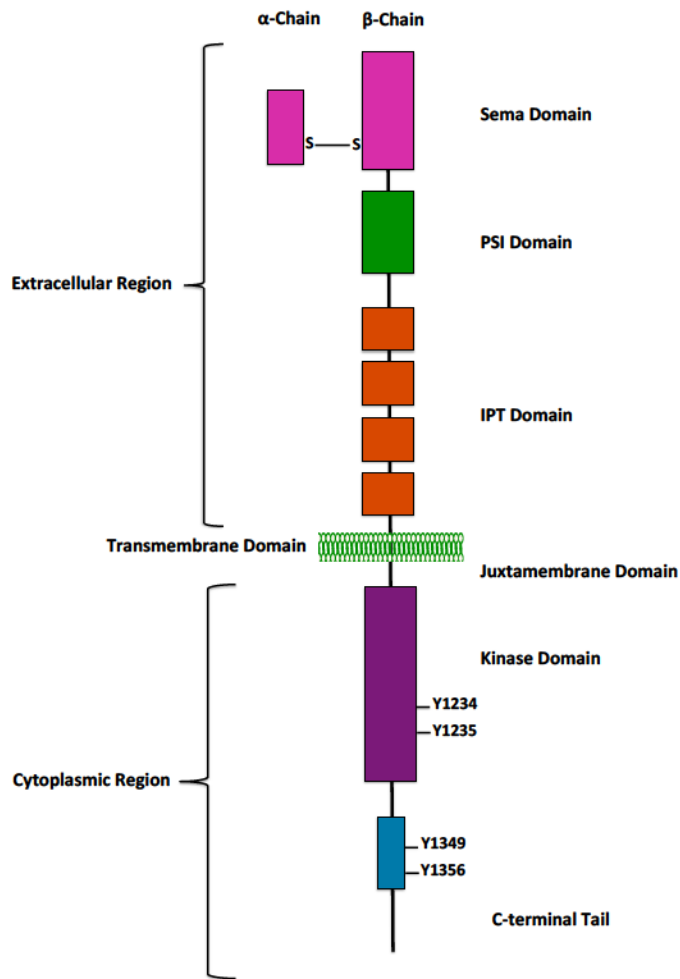 α-Chain
β-Chain
Sema Domain
S
S
PSI Domain
Extracellular Region
IPT Domain
Transmembrane Domain
Juxtamembrane Domain
Kinase Domain
Y1234
Y1235
Cytoplasmic Region
Y1349
Y1356
C-terminal Tail